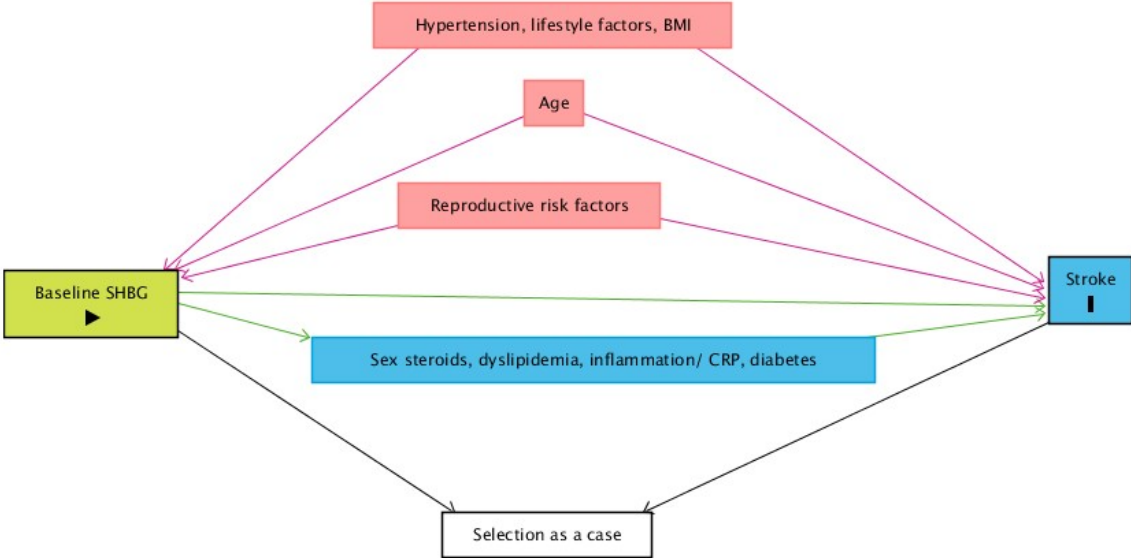 Hypertension, lifestyle factors, BMI
Age
Reproductive risk factors
Baseline SHBG
Stroke
Sex steroids, dyslipidemia, inflammation/ CRP, diabetes
Selection as a case